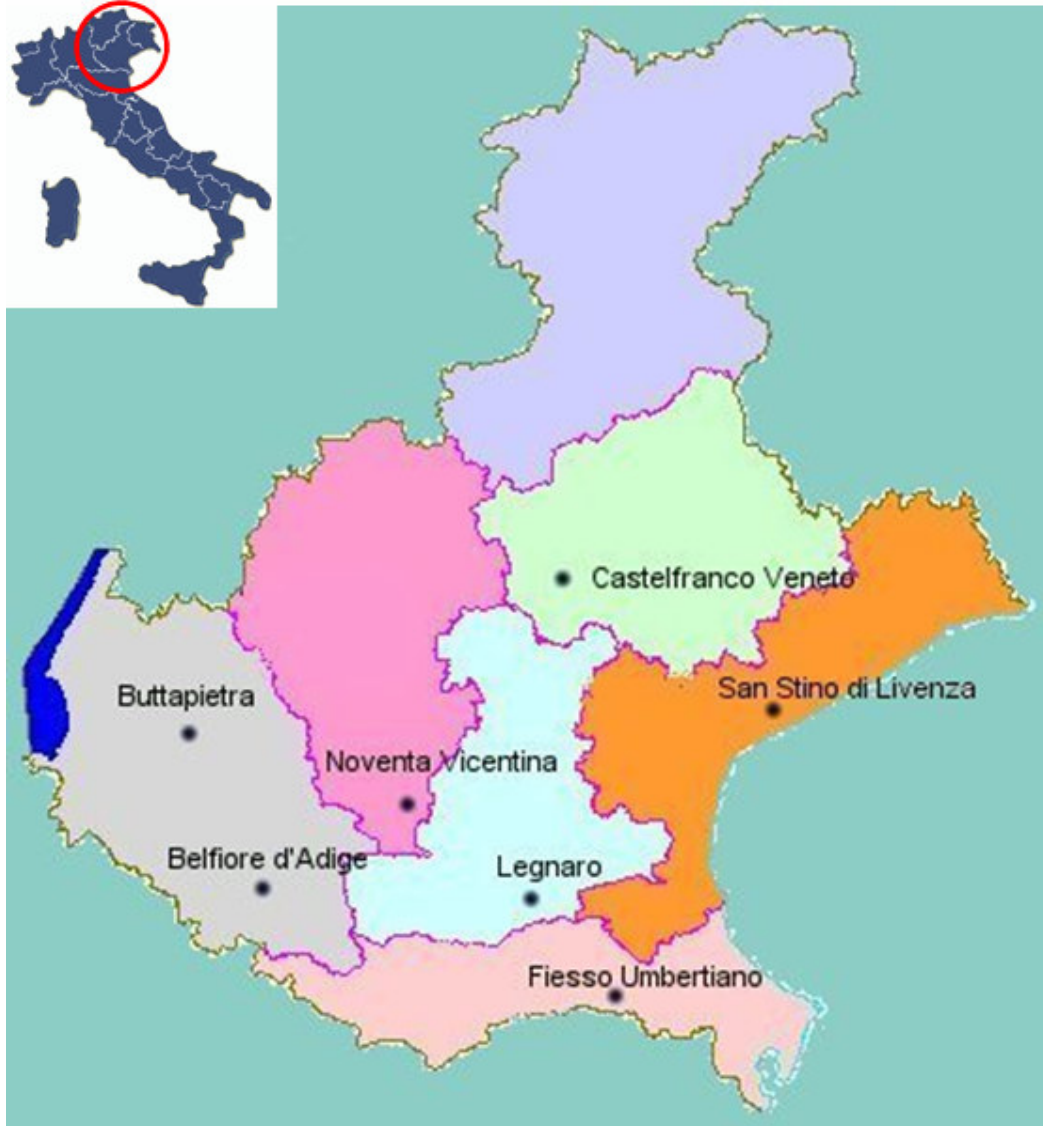 Castelfranco Veneto
Buttapietra
San Stino di Livenza
Noventa Vicentina
Belfiore d'Adige
Legnaro
Fiesso Umbertiano